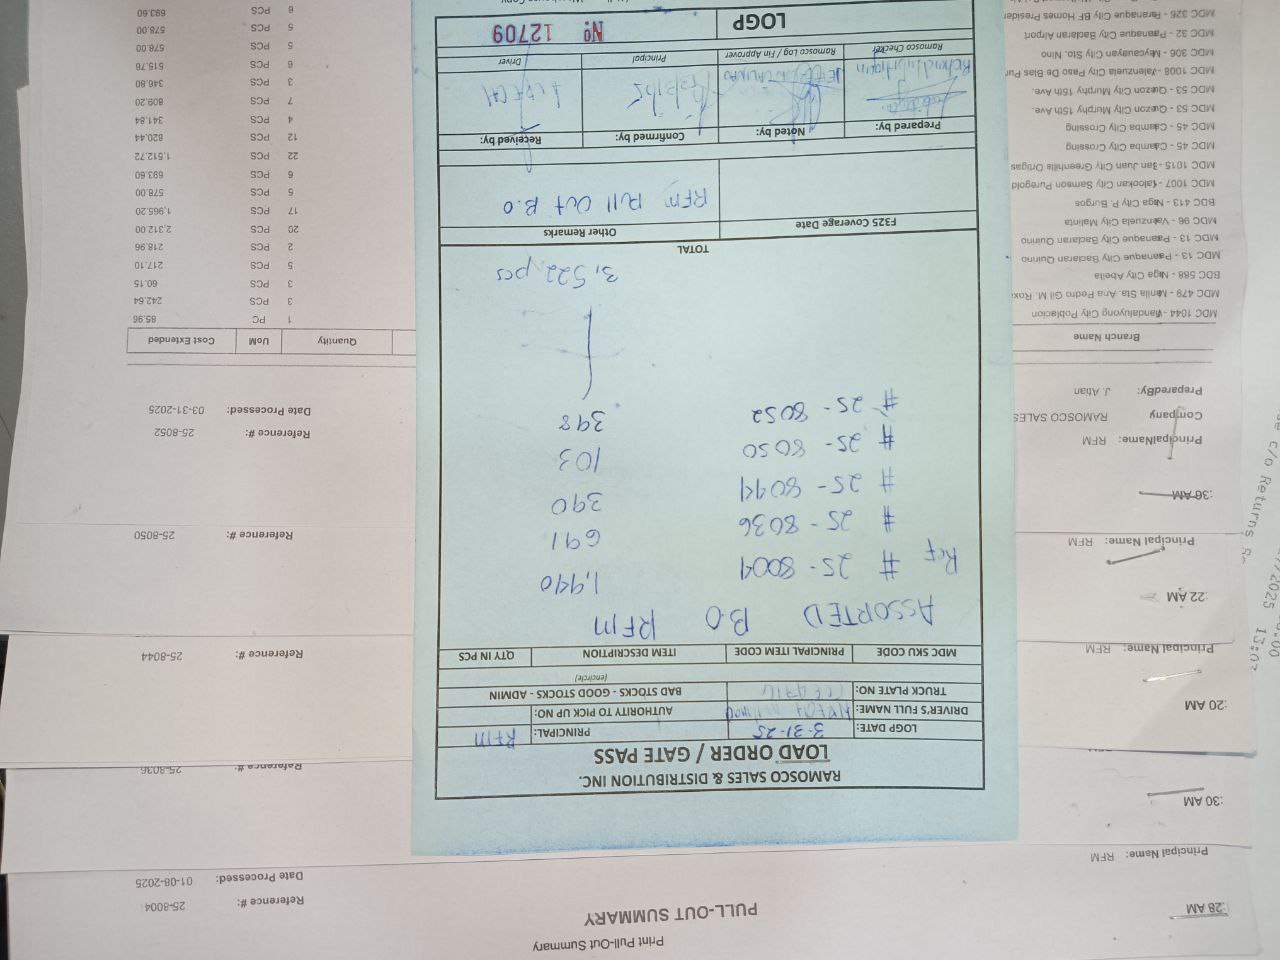 Print Pull-Out Summary
PULL-OUT SUMMARY
:28 AM
Reference #: 25-8004
Date Processed: 01-08-2025
Principal Name: RFM
:30 AM
Reference #: 25-8036
:20 AM
Principal Name: RFM
Reference #: 25-8044
:22 AM
Principal Name: RFM
Reference #: 25-8050
:36 AM
PrincipalName: RFM
Company RAMOSCO SALES
PreparedBy: J. Atian
Reference #: 25-8052
Date Processed: 03-31-2025
Branch Name
Quantity UoM Cost Extended
MDC 1044 - Mandaluyong City Poblacion
1 PC 85.96
MDC 479 - Manila Sta. Ana Pedro Gil M. Roxa
3 PCS 242.64
BDC 588 - Naga City Abella
3 PCS 60.15
MDC 13 - Paranaque City Baclaran Quirino
5 PCS 217.10
MDC 13 - Paranaque City Baclaran Quirino
2 PCS 218.96
MDC 96 - Valenzuela City Malinta
20 PCS 2,312.00
BDC 413 - Naga City P. Burgos
17 PCS 1,965.20
MDC 1007 - Kalookan City Samson Puregold
5 PCS 578.00
MDC 1015 - San Juan City Greenhills Ortigas
6 PCS 693.60
MDC 45 - Calamba City Crossing
22 PCS 1,512.72
MDC 45 - Calamba City Crossing
12 PCS 820.44
MDC 53 - Quezon City Murphy 15th Ave.
4 PCS 341.84
MDC 53 - Quezon City Murphy 15th Ave.
7 PCS 809.20
MDC 1008 - Valenzuela City Paso De Blas Pur
3 PCS 346.80
MDC 306 - Meycauayan City Sto. Nino
6 PCS 515.76
MDC 32 - Paranaque City Baclaran Airport
5 PCS 578.00
MDC 326 - Paranaque City BF Homes Presider
5 PCS 578.00
6 PCS 693.60
RAMOSCO SALES & DISTRIBUTION INC.
LOAD ORDER / GATE PASS
LOGP DATE: 3-31-25 PRINCIPAL: RFM
DRIVER'S FULL NAME: AUTHORITY TO PICK UP NO:
TRUCK PLATE NO: BAD STOCKS - GOOD STOCKS - ADMIN
(encircle)
MDC SKU CODE PRINCIPAL ITEM CODE ITEM DESCRIPTION QTY IN PCS
ASSORTED B.O RFM
Ref # 25-8004 1,940
# 25-8036 691
# 25-8044 390
# 25-8050 103
# 25-8052 398
3,522 pcs
TOTAL
F325 Coverage Date Other Remarks
RFM Pull Out B.O
Prepared by: Noted by: Confirmed by: Received by:
Ramosco Checker Ramosco Log / Fin Approver Principal Driver
LOGP Nº 12709
c/o Returns
/2025 13:0